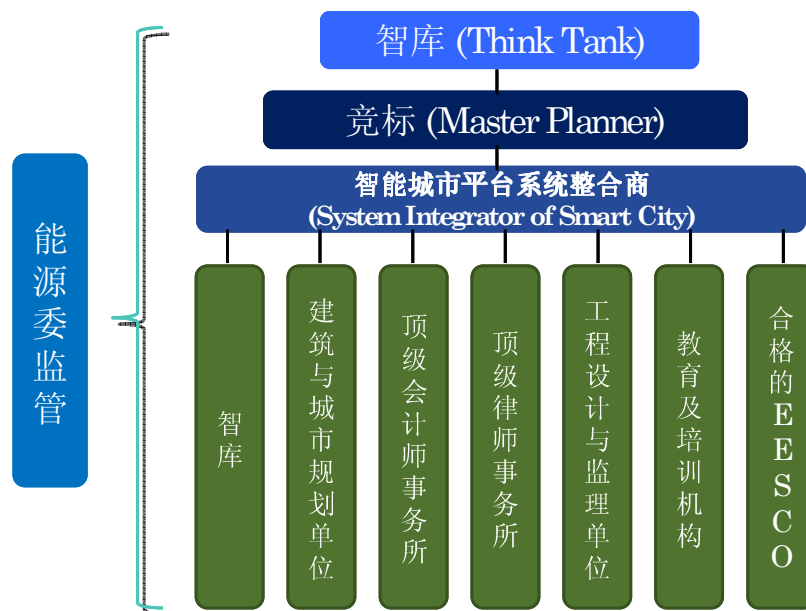 智库 (Think Tank)
竞标 (Master Planner)
智能城市平台系统整合商
(System Integrator of Smart City)
能源委监管
智库
建筑与城市规划单位
顶级会计师事务所
顶级律师事务所
工程设计与监理单位
教育及培训机构
合格的EESCO